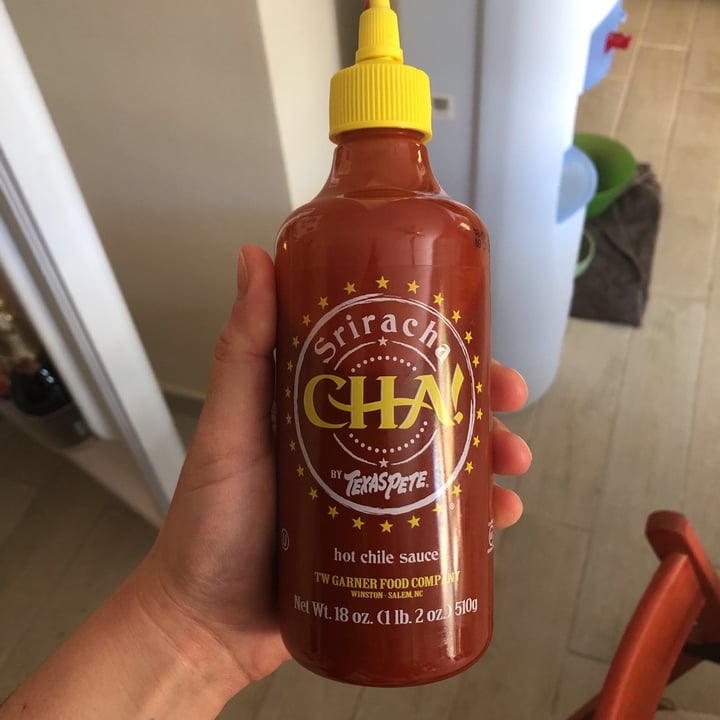 Sriracha
CHA!
BY TEXAS PETE®
hot chile sauce
TW GARNER FOOD COMPANY
WINSTON - SALEM, NC
Net Wt. 18 oz. (1 lb. 2 oz.) 510g